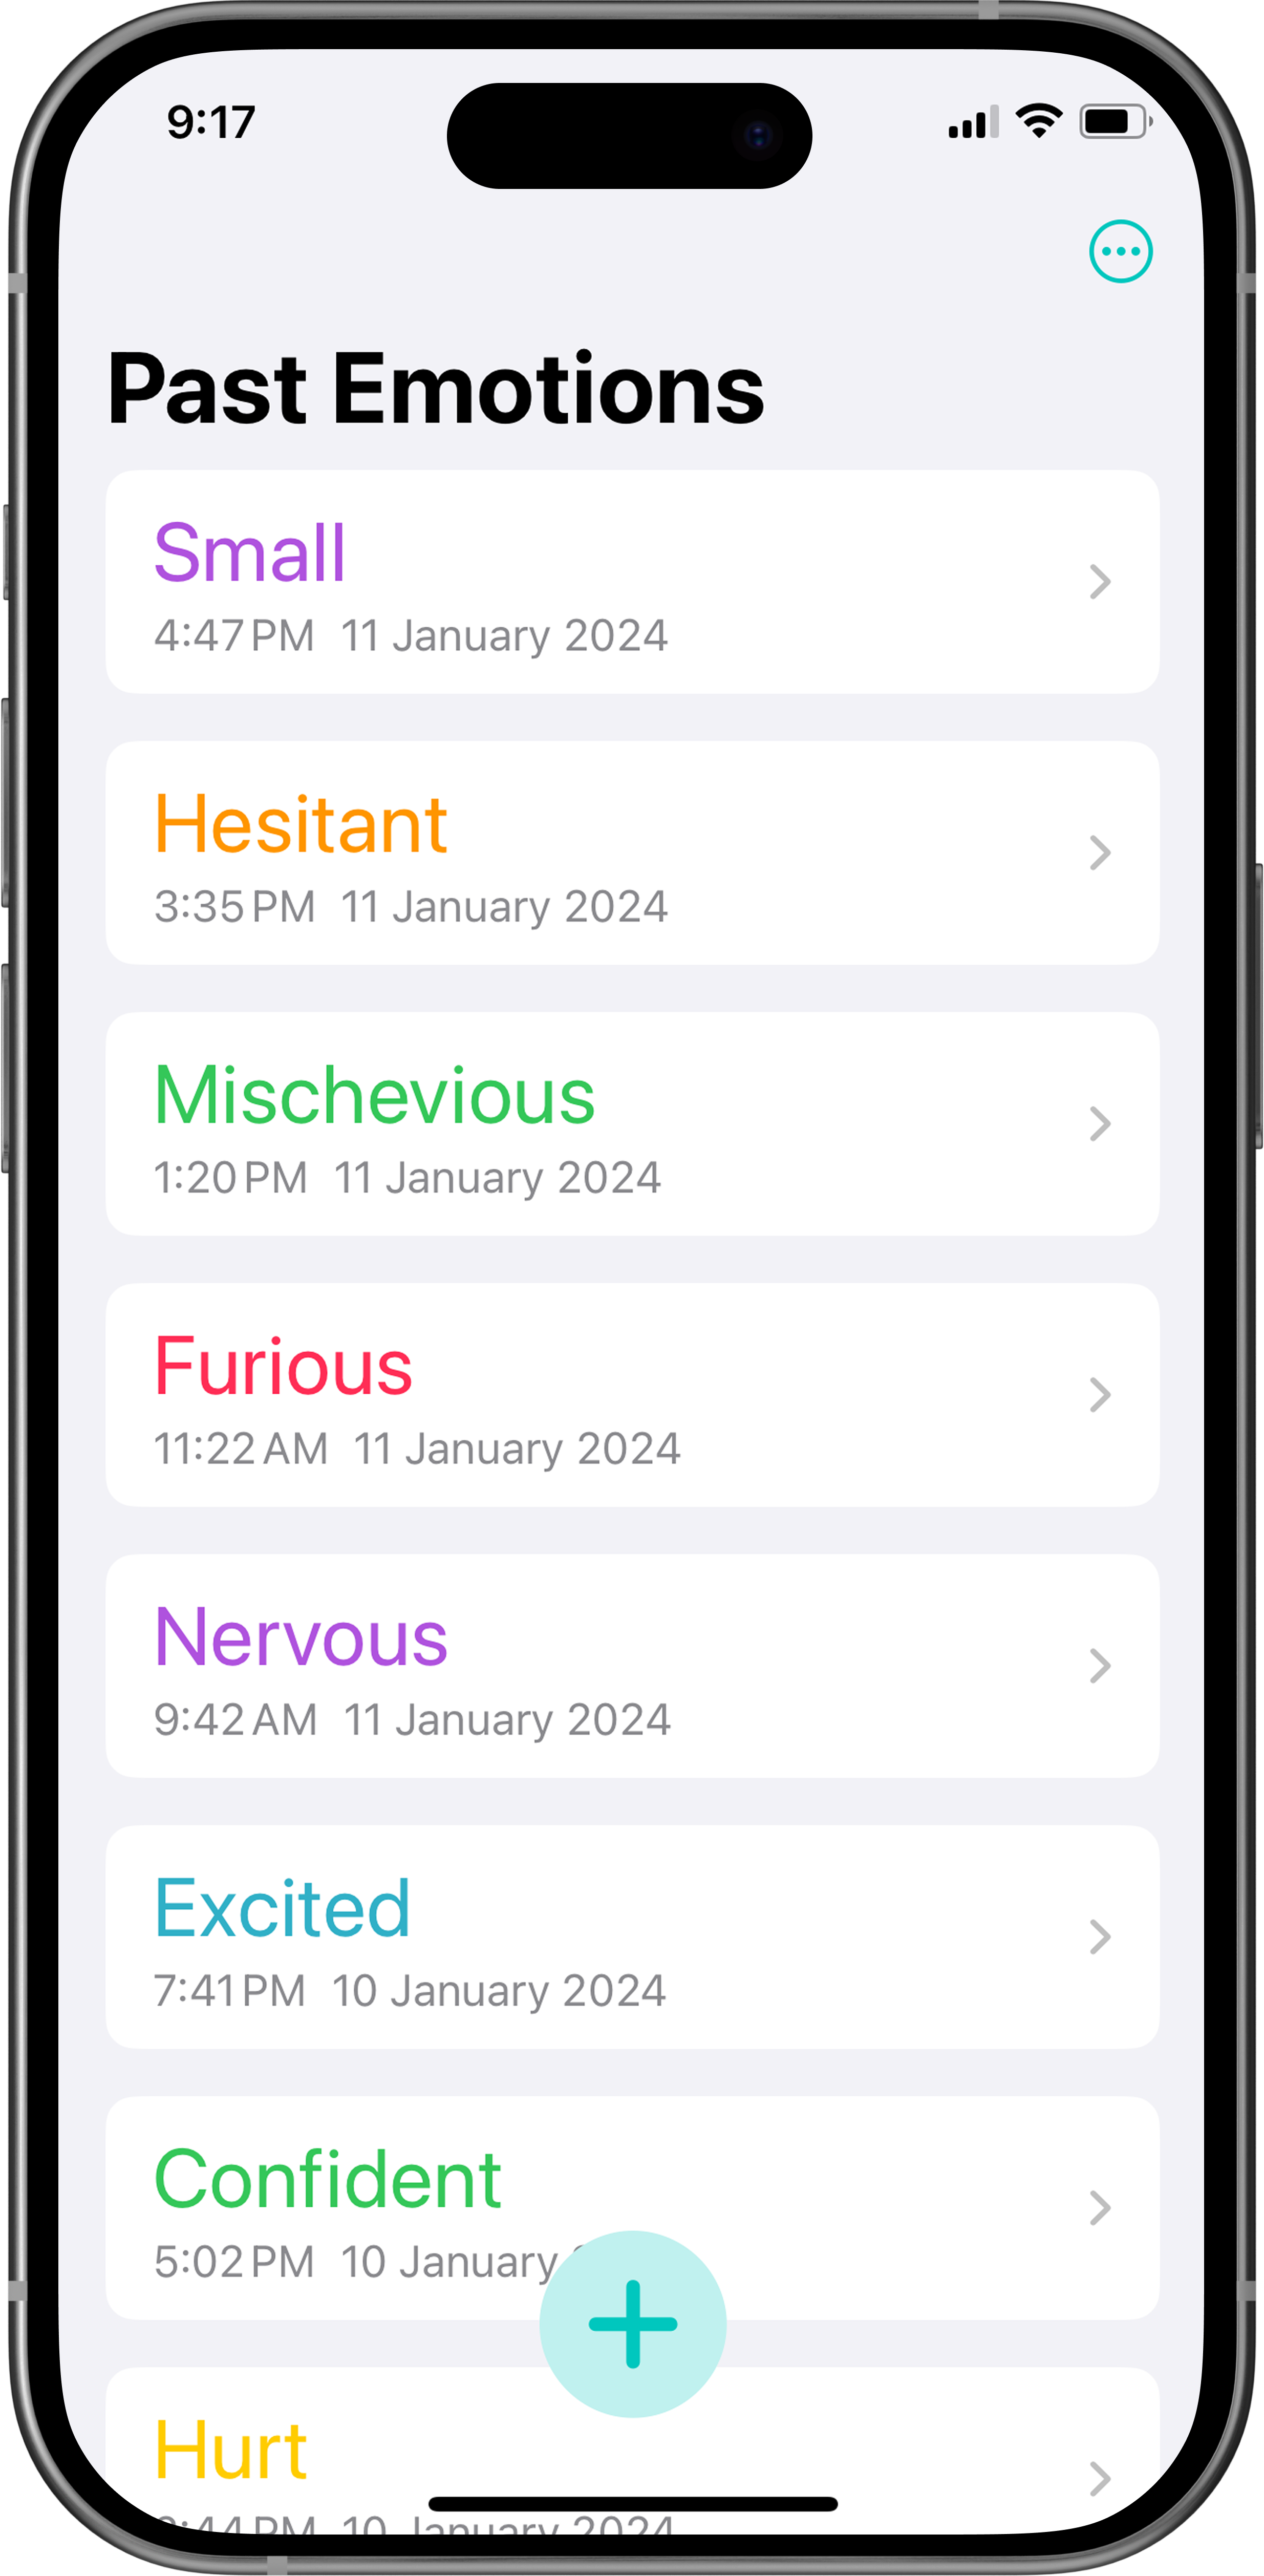 9:17
Past Emotions
Small
4:47 PM 11 January 2024
Hesitant
3:35 PM 11 January 2024
Mischevious
1:20 PM 11 January 2024
Furious
11:22 AM 11 January 2024
Nervous
9:42 AM 11 January 2024
Excited
7:41 PM 10 January 2024
Confident
5:02 PM 10 January
Hurt
PM 10 January 2024